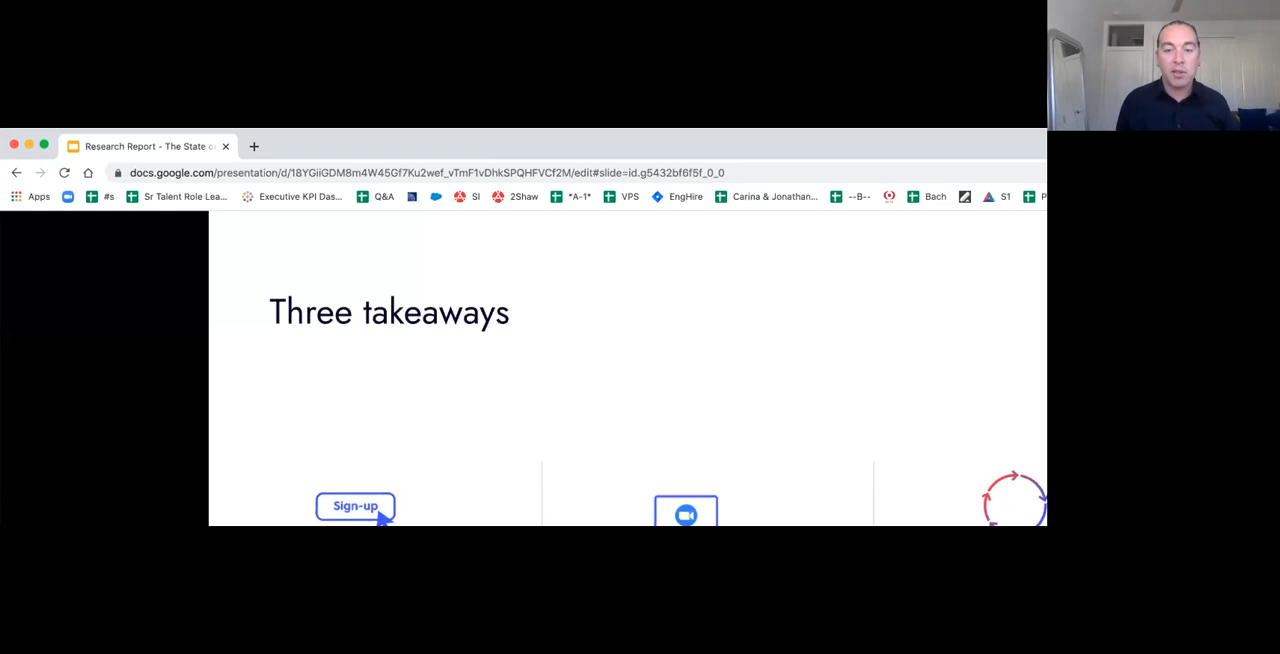 Research Report - The State o
docs.google.com/presentation/d/18YGiiGDM8m4W45Gf7Ku2wef_vTmF1vDhkSPQHFVCf2M/edit#slide=id.g5432bf6f5f_0_0
Apps #s Sr Talent Role Lea... Executive KPI Das... Q&A SI 2Shaw *A-1* VPS EngHire Carina & Jonathan... --B-- Bach S1 P
Three takeaways
Sign-up